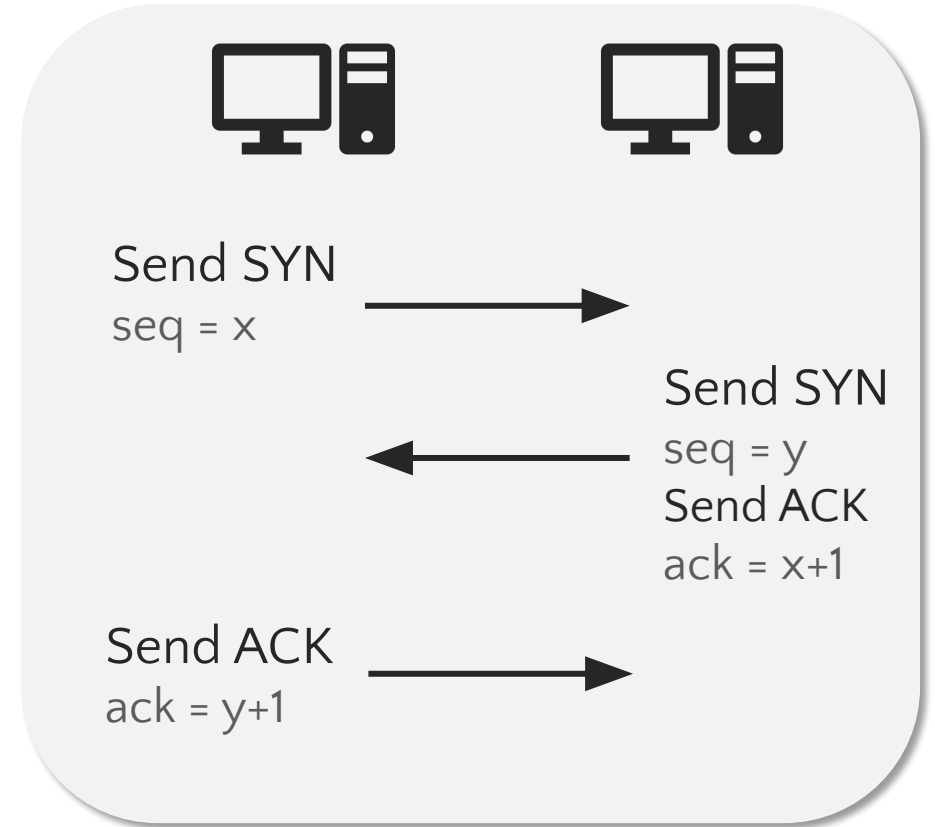 Send SYN
seq = x
Send SYN
seq = y
Send ACK
ack = x+1
Send ACK
ack = y+1